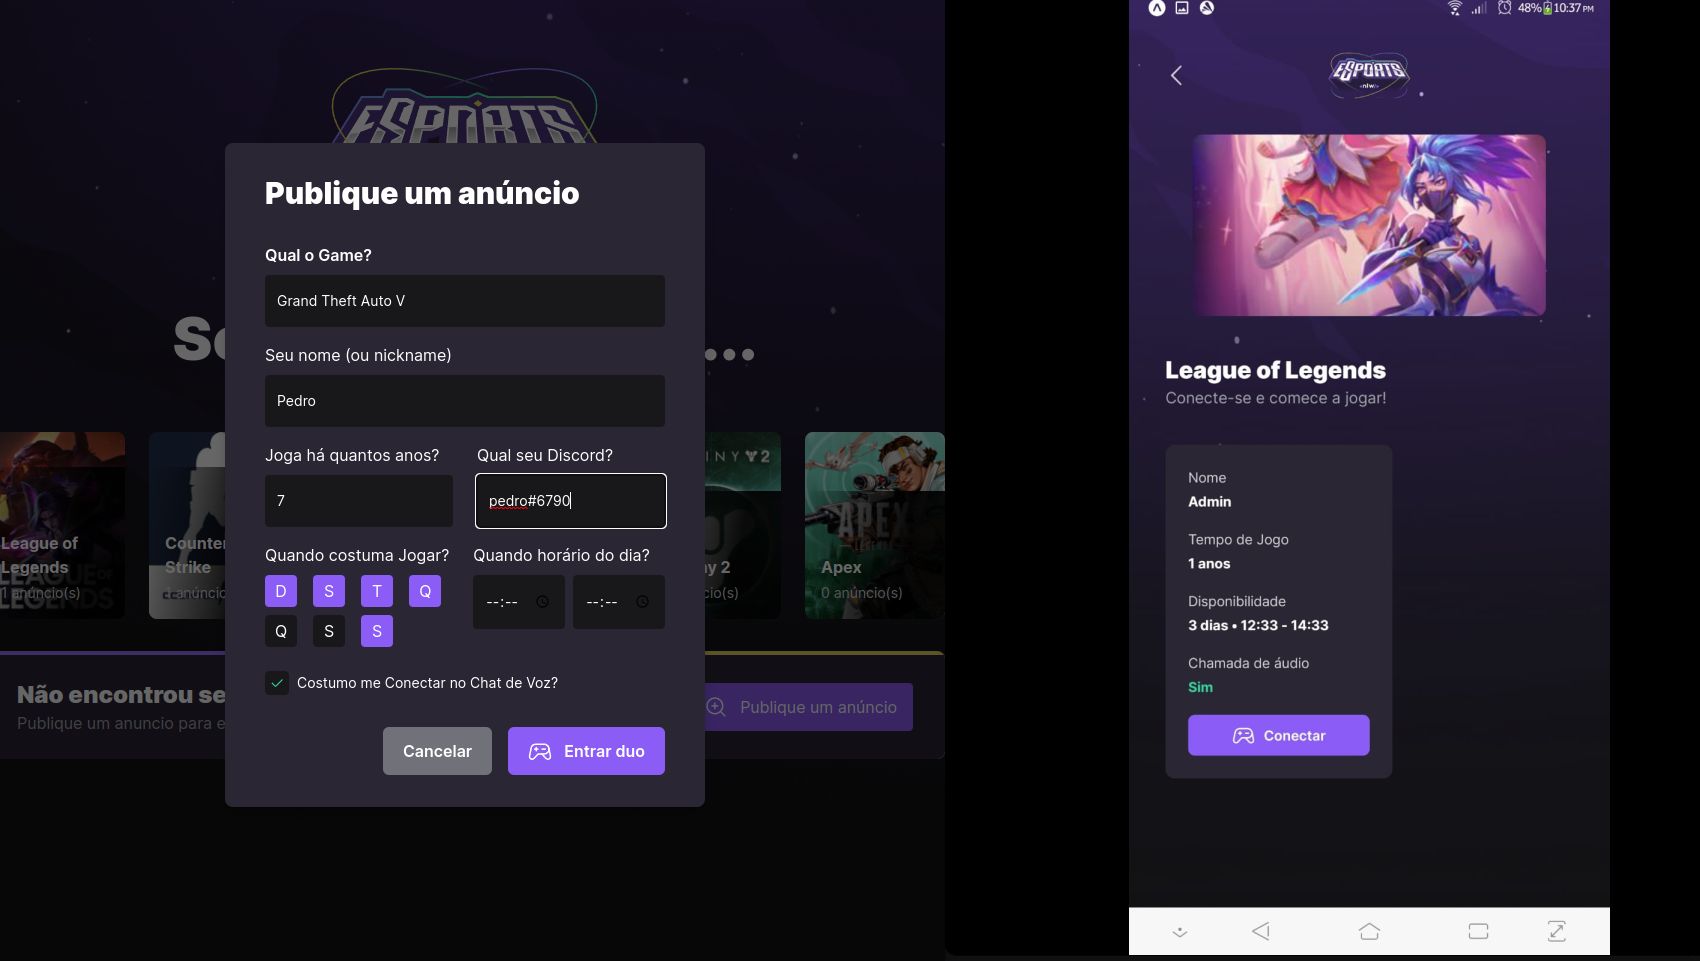 ESPORTS
Publique um anúncio
Qual o Game?
Grand Theft Auto V
Seu nome (ou nickname)
Pedro
Joga há quantos anos?
Qual seu Discord?
7
pedro#6790
Quando costuma Jogar?
Quando horário do dia?
D S T Q
Q S S
--:-- --:--
Costumo me Conectar no Chat de Voz?
Cancelar
Entrar duo
...
League of
Legends
1 anúncio(s)
Counter
Strike
NY 2
ny 2
cio(s)
APEX
LEGENDS
Apex
0 anúncio(s)
Não encontrou se
Publique um anuncio para e
Publique um anúncio
48% 10:37 PM
ESPORTS
<nlw/>
League of Legends
Conecte-se e comece a jogar!
Nome
Admin
Tempo de Jogo
1 anos
Disponibilidade
3 dias • 12:33 - 14:33
Chamada de áudio
Sim
Conectar